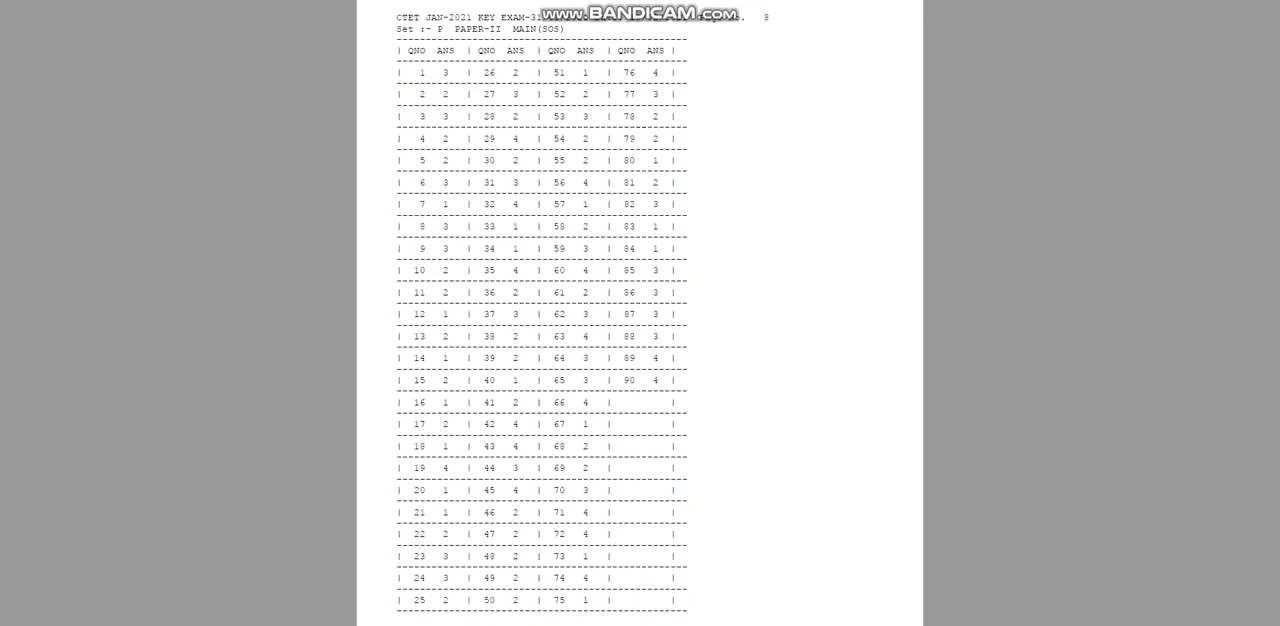 www.BANDICAM.com
CTET JAN-2021 KEY EXAM-31 8
Set :- P PAPER-II MAIN(SOS)
| QNO ANS | QNO ANS | QNO ANS | QNO ANS |
| 1 3 | 26 2 | 51 1 | 76 4 |
| 2 2 | 27 3 | 52 2 | 77 3 |
| 3 3 | 28 2 | 53 3 | 78 2 |
| 4 2 | 29 4 | 54 2 | 79 2 |
| 5 2 | 30 2 | 55 2 | 80 1 |
| 6 3 | 31 3 | 56 4 | 81 2 |
| 7 1 | 32 4 | 57 1 | 82 3 |
| 8 3 | 33 1 | 58 2 | 83 1 |
| 9 3 | 34 1 | 59 3 | 84 1 |
| 10 2 | 35 4 | 60 4 | 85 3 |
| 11 2 | 36 2 | 61 2 | 86 3 |
| 12 1 | 37 3 | 62 3 | 87 3 |
| 13 2 | 38 2 | 63 4 | 88 3 |
| 14 1 | 39 2 | 64 3 | 89 4 |
| 15 2 | 40 1 | 65 3 | 90 4 |
| 16 1 | 41 2 | 66 4 | |
| 17 2 | 42 4 | 67 1 | |
| 18 1 | 43 4 | 68 2 | |
| 19 4 | 44 3 | 69 2 | |
| 20 1 | 45 4 | 70 3 | |
| 21 1 | 46 2 | 71 4 | |
| 22 2 | 47 2 | 72 4 | |
| 23 3 | 48 2 | 73 1 | |
| 24 3 | 49 2 | 74 4 | |
| 25 2 | 50 2 | 75 1 | |